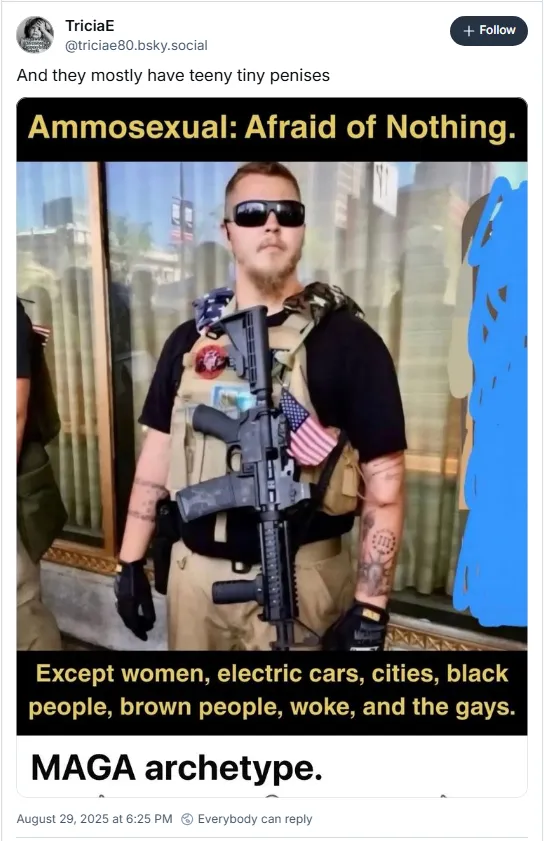 TriciaE
@triciae80.bsky.social
+ Follow
And they mostly have teeny tiny penises
Ammosexual: Afraid of Nothing.
Except women, electric cars, cities, black
people, brown people, woke, and the gays.
MAGA archetype.
August 29, 2025 at 6:25 PM Everybody can reply